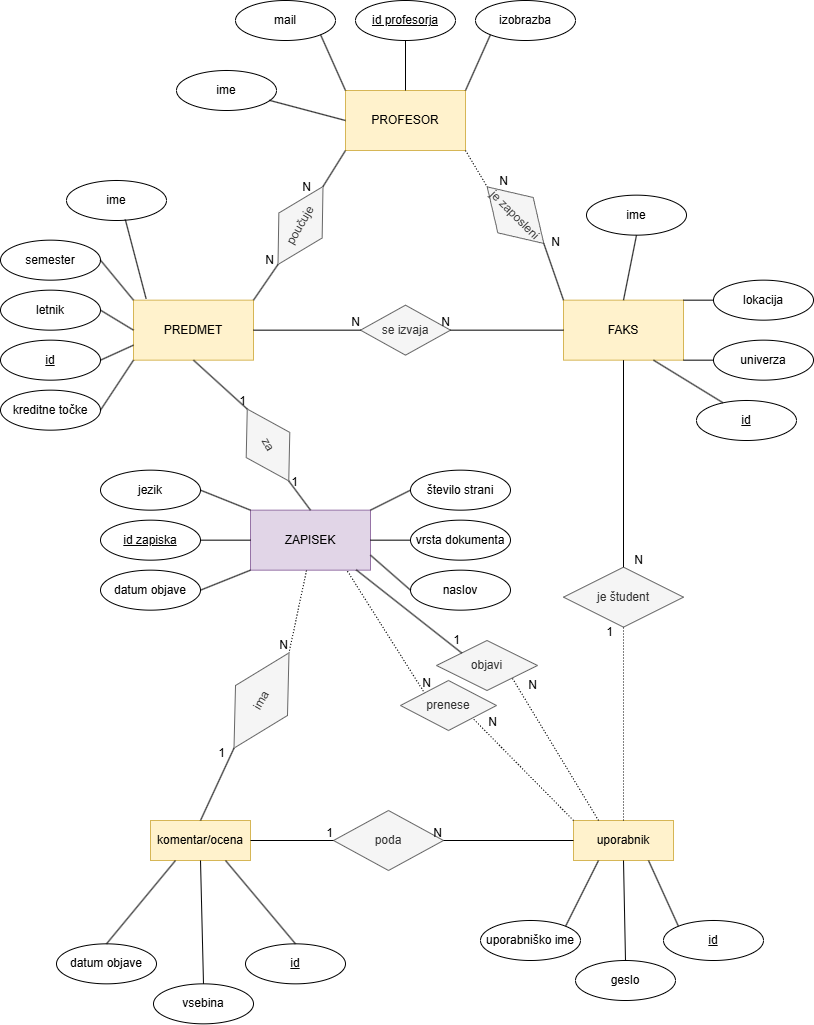 mail
id profesorja
izobrazba
ime
PROFESOR
N
N
ime
poučuje
je zaposleni
ime
N
N
semester
letnik
PREDMET
N
se izvaja
N
FAKS
lokacija
id
univerza
kreditne točke
1
id
za
1
jezik
število strani
id zapiska
ZAPISEK
vrsta dokumenta
datum objave
naslov
N
je študent
N
1
1
objavi
N
N
ima
prenese
N
1
komentar/ocena
1
poda
N
uporabnik
datum objave
id
uporabniško ime
id
vsebina
geslo